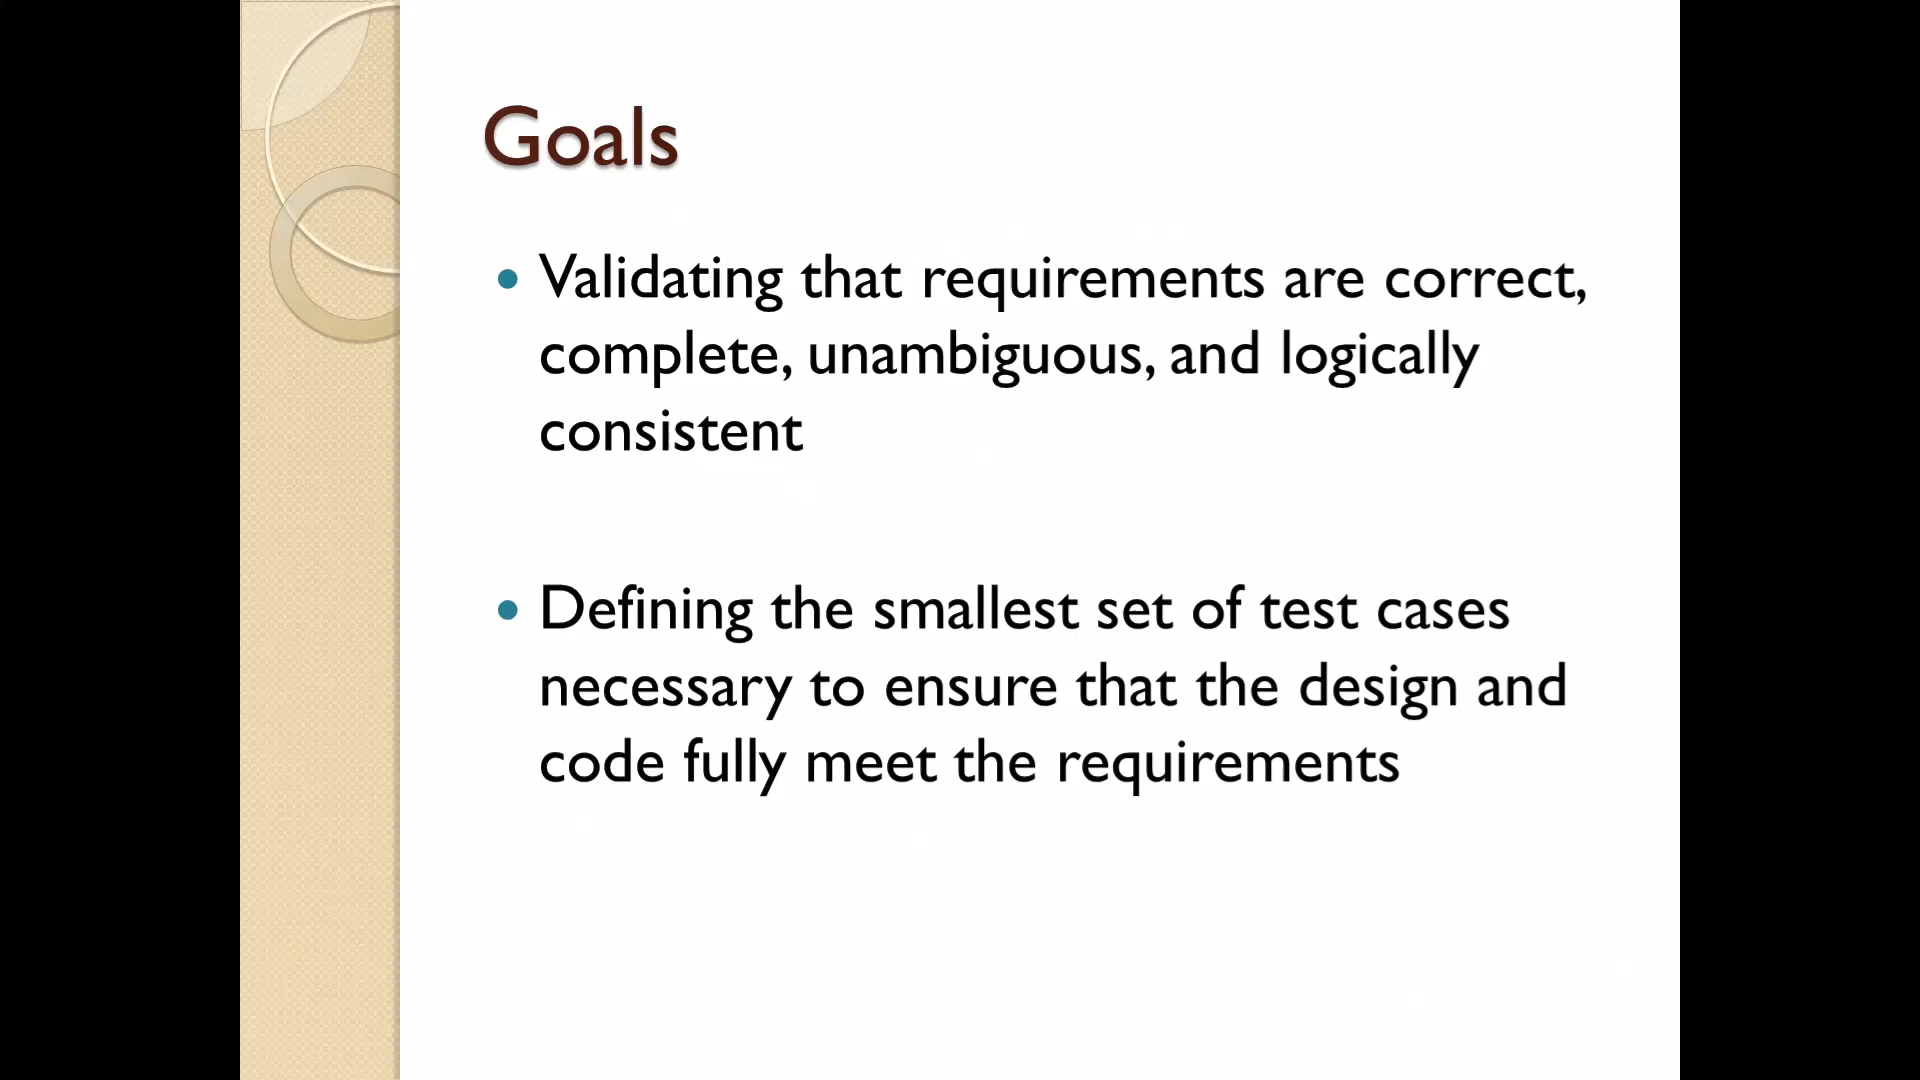 Goals
• Validating that requirements are correct,
complete, unambiguous, and logically
consistent
• Defining the smallest set of test cases
necessary to ensure that the design and
code fully meet the requirements